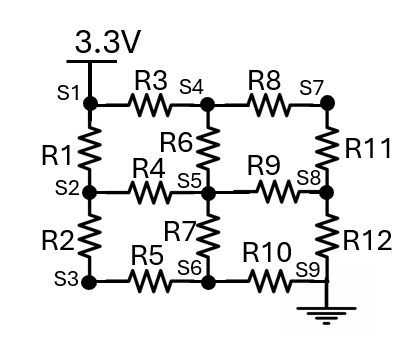 3.3V
S1 R3 S4 R8 S7
R1 R6 R11
S2 R4 S5 R9 S8
R2 R7 R12
S3 R5 S6 R10 S9